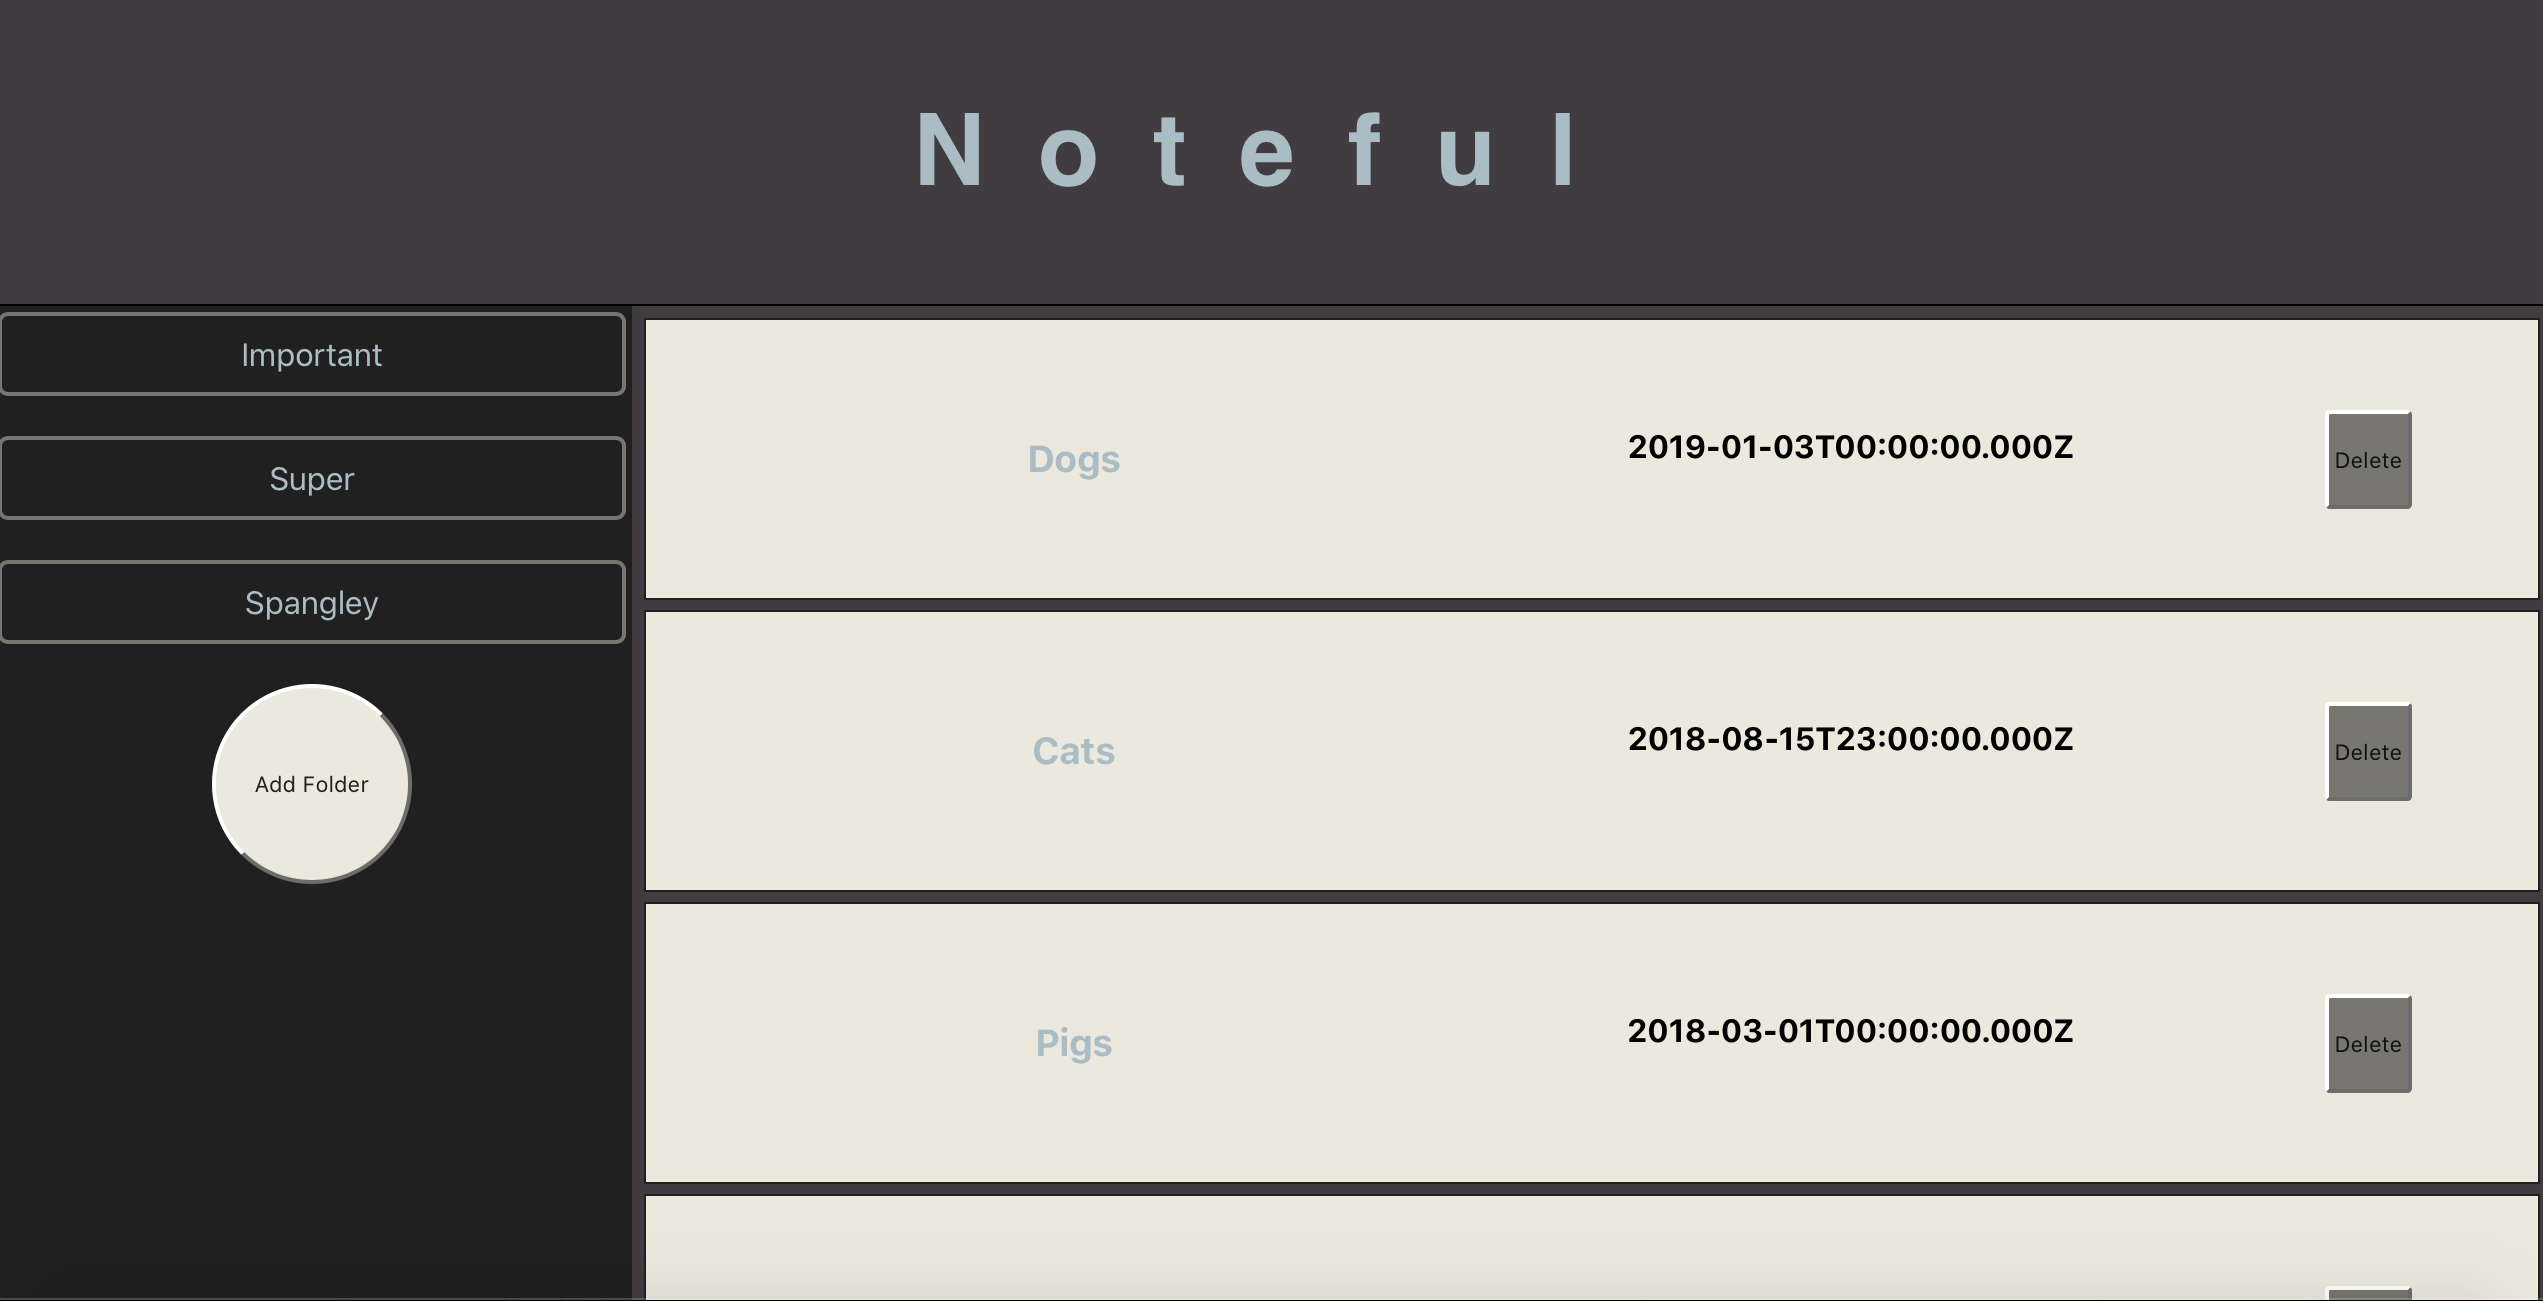 Noteful
Important
Super
Spangley
Add Folder
Dogs
2019-01-03T00:00:00.000Z
Delete
Cats
2018-08-15T23:00:00.000Z
Delete
Pigs
2018-03-01T00:00:00.000Z
Delete